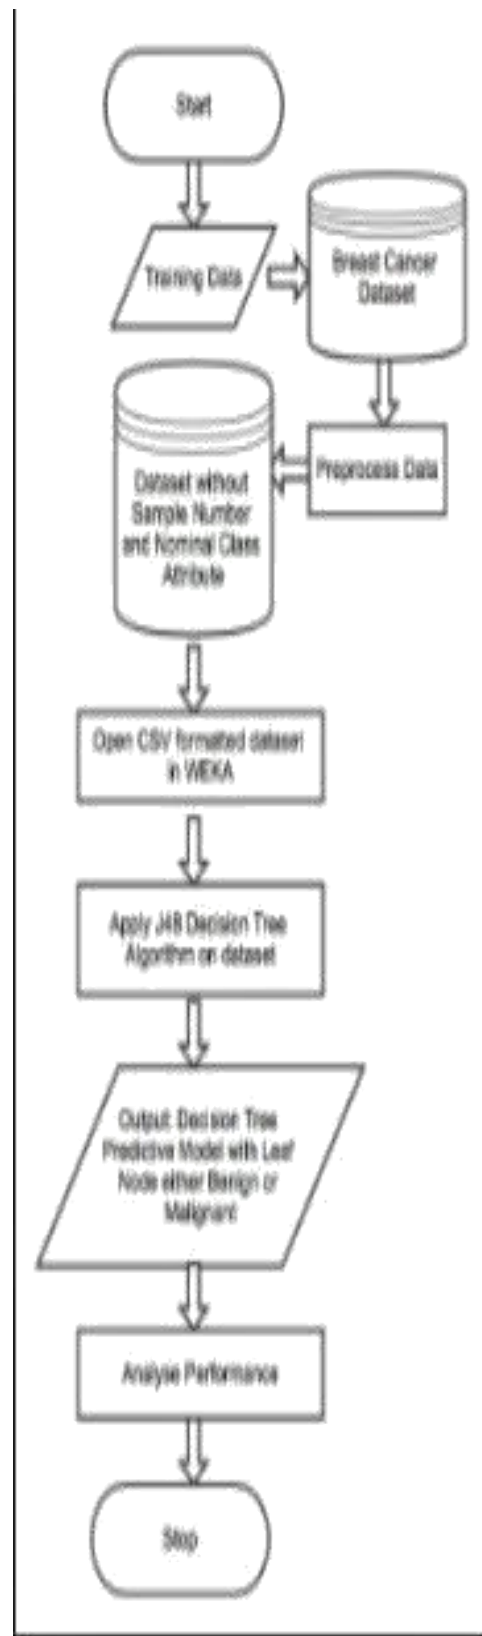 Start
Training Data
Breast Cancer
Dataset
Preprocess Data
Dataset without
Sample Number
and Nominal Class
Attribute
Open CSV formatted dataset
in WEKA
Apply J48 Decision Tree
Algorithm on dataset
Output: Decision Tree
Predictive Model with Leaf
Node either Benign or
Malignant
Analyse Performance
Stop